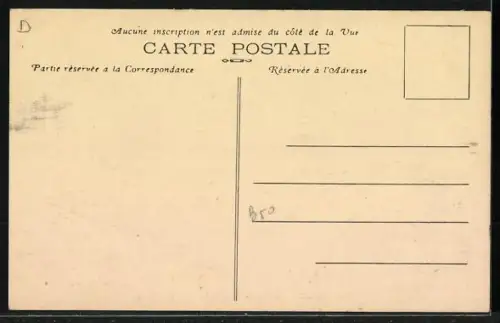 D
Aucune inscription n'est admise du côté de la Vue
CARTE POSTALE
Partie réservée a la Correspondance
Réservée à l'Adresse
B50